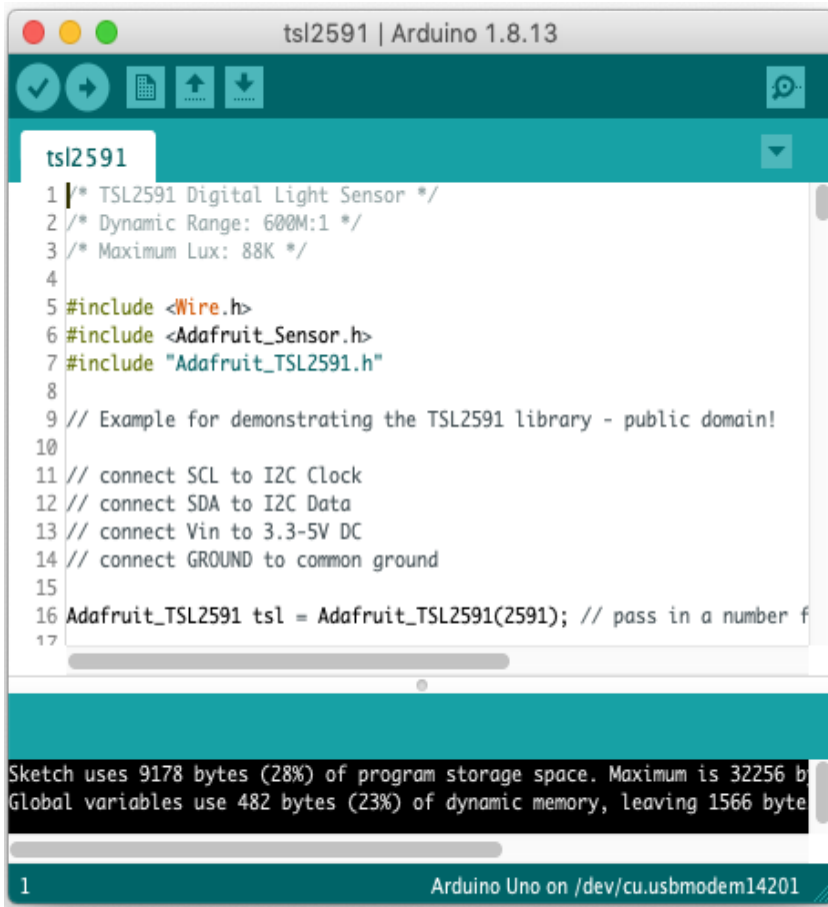 tsl2591 | Arduino 1.8.13
tsl2591
1 /* TSL2591 Digital Light Sensor */
2 /* Dynamic Range: 600M:1 */
3 /* Maximum Lux: 88K */
4
5 #include <Wire.h>
6 #include <Adafruit_Sensor.h>
7 #include "Adafruit_TSL2591.h"
8
9 // Example for demonstrating the TSL2591 library - public domain!
10
11 // connect SCL to I2C Clock
12 // connect SDA to I2C Data
13 // connect Vin to 3.3-5V DC
14 // connect GROUND to common ground
15
16 Adafruit_TSL2591 tsl = Adafruit_TSL2591(2591); // pass in a number f
17
Sketch uses 9178 bytes (28%) of program storage space. Maximum is 32256 b
Global variables use 482 bytes (23%) of dynamic memory, leaving 1566 byte
1 Arduino Uno on /dev/cu.usbmodem14201